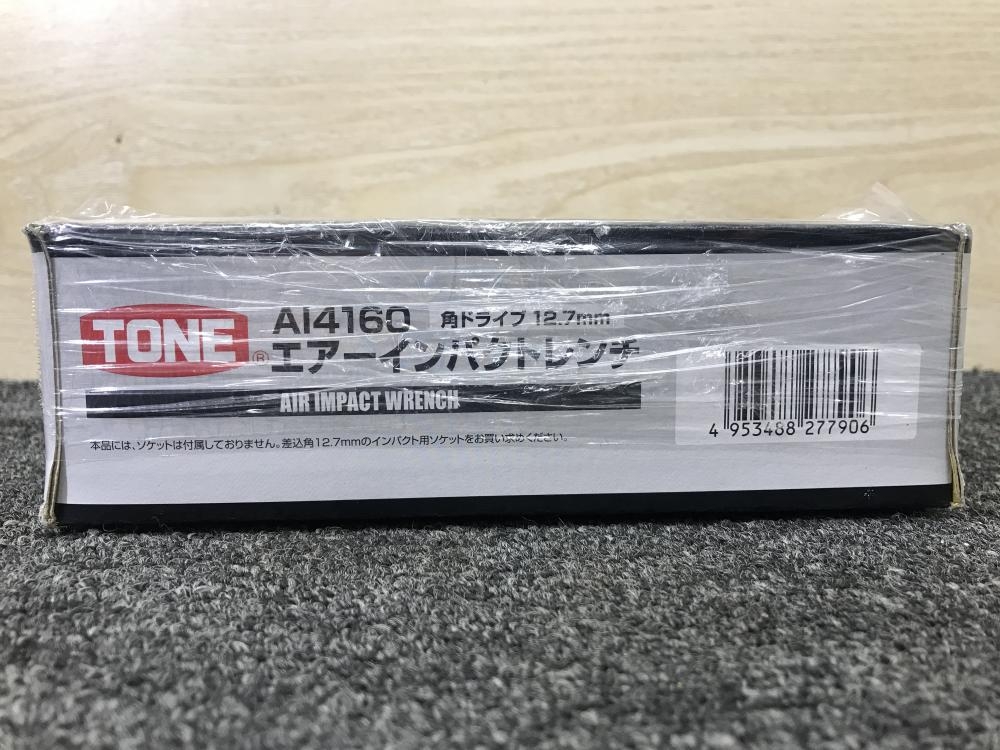 TONE®
AI4160 角ドライブ 12.7mm
エアーインパクトレンチ
AIR IMPACT WRENCH
本品には、ソケットは付属しておりません。差込角12.7mmのインパクト用ソケットをお買い求めください。
4 953488 277906